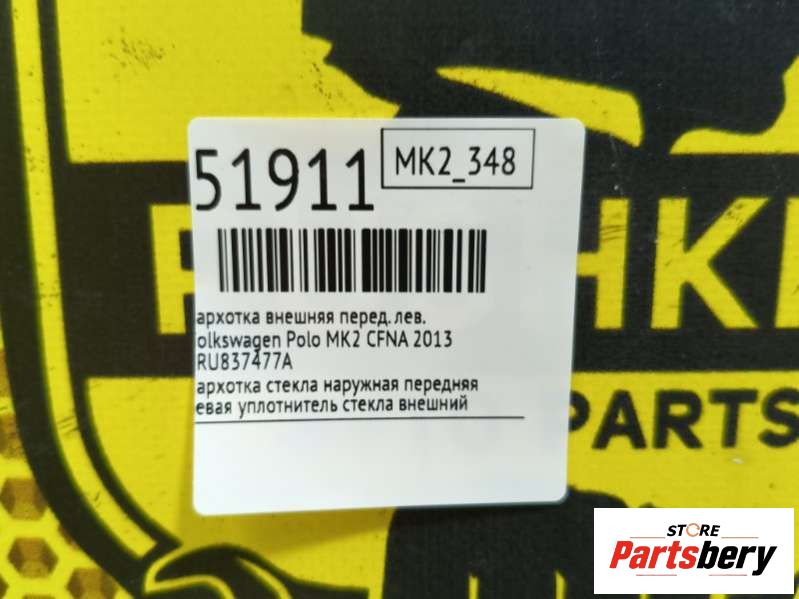 51911
MK2_348
архотка внешняя перед.лев.
olkswagen Polo MK2 CFNA 2013
RU837477A
архотка стекла наружная передняя
евая уплотнитель стекла внешний
HK
PARTS
STORE
Partsbery